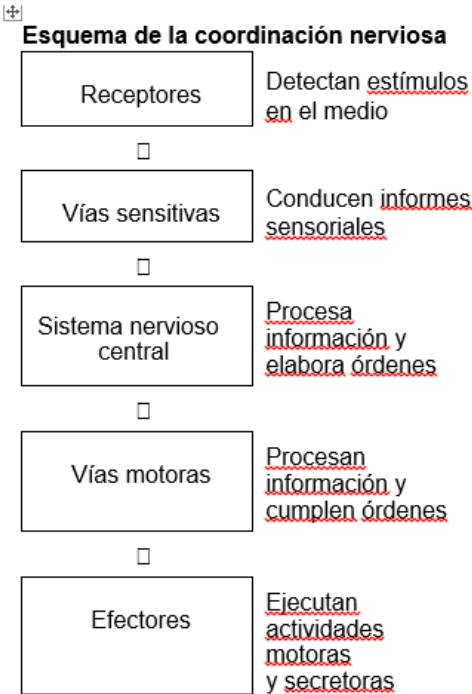 Esquema de la coordinación nerviosa
Receptores
Detectan estímulos
en el medio
Vías sensitivas
Conducen informes
sensoriales
Sistema nervioso
central
Procesa
información y
elabora órdenes
Vías motoras
Procesan
información y
cumplen órdenes
Efectores
Ejecutan
actividades
motoras
y secretoras